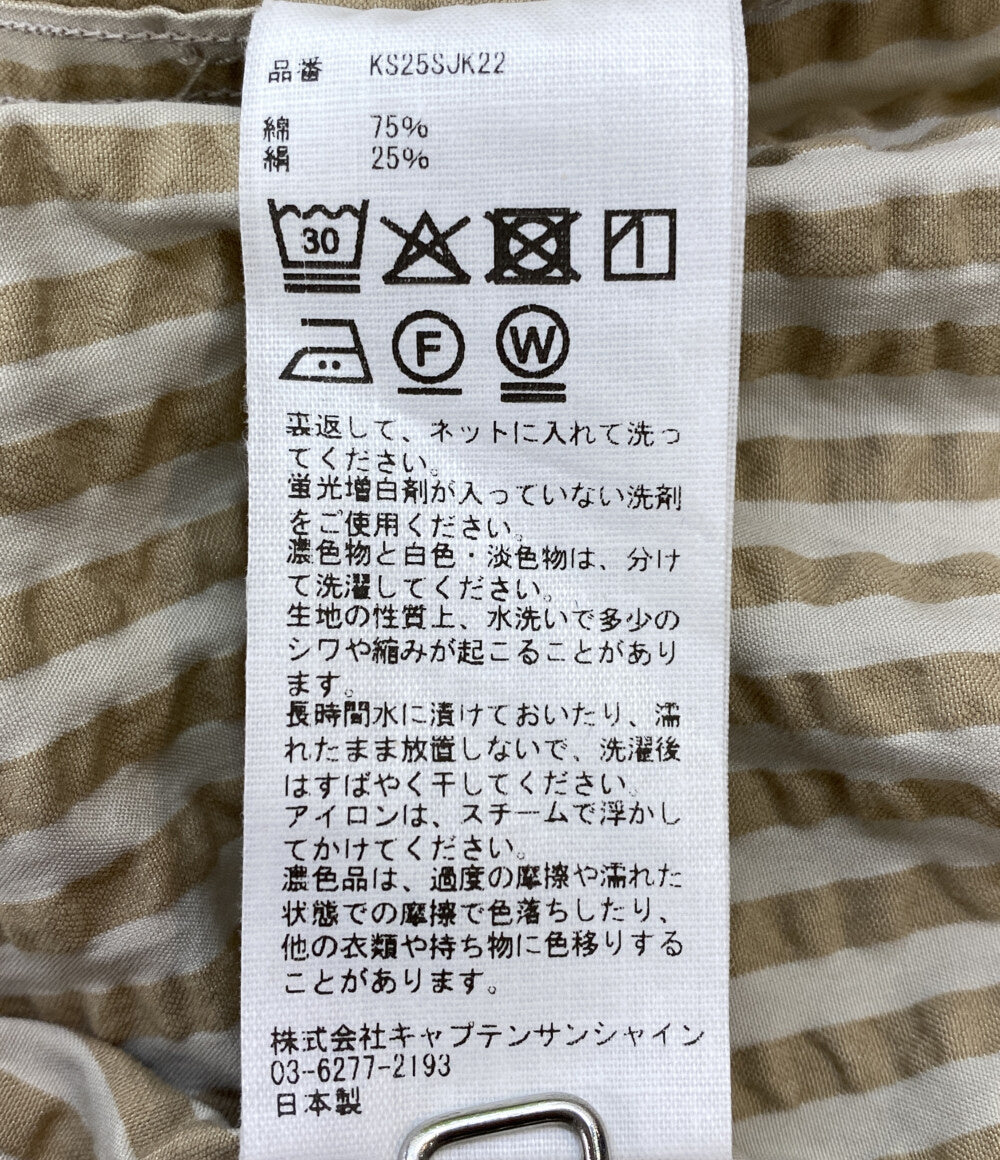 品番 KS25SJK22
綿 75%
絹 25%
30
F W
裏返して、ネットに入れて洗っ
てください。
蛍光増白剤が入っていない洗剤
をご使用ください。
濃色物と白色・淡色物は、分け
て洗濯してください。
生地の性質上、水洗いで多少の
シワや縮みが起こることがあり
ます。
長時間水に漬けておいたり、濡
れたまま放置しないで、洗濯後
はすばやく干してください。
アイロンは、スチームで浮かし
てかけてください。
濃色品は、過度の摩擦や濡れた
状態での摩擦で色落ちしたり、
他の衣類や持ち物に色移りする
ことがあります。
株式会社キャプテンサンシャイン
03-6277-2193
日本製